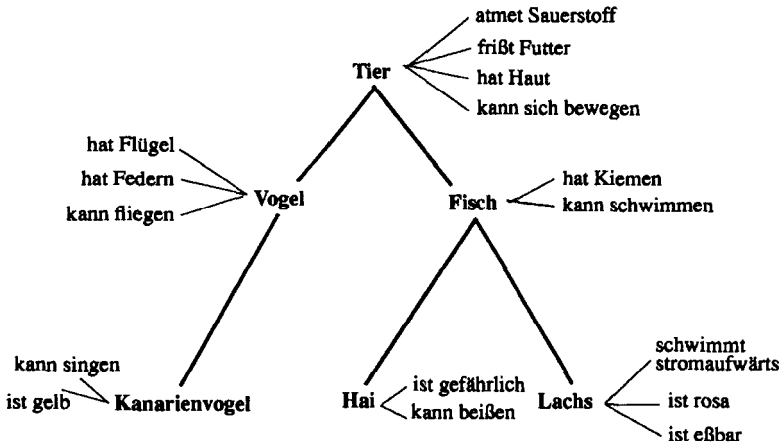 atmet Sauerstoff
frißt Futter
Tier
hat Haut
kann sich bewegen
hat Flügel
hat Federn
kann fliegen
Vogel
Fisch
hat Kiemen
kann schwimmen
kann singen
ist gelb
Kanarienvogel
Hai
ist gefährlich
kann beißen
Lachs
schwimmt
stromaufwärts
ist rosa
ist eßbar